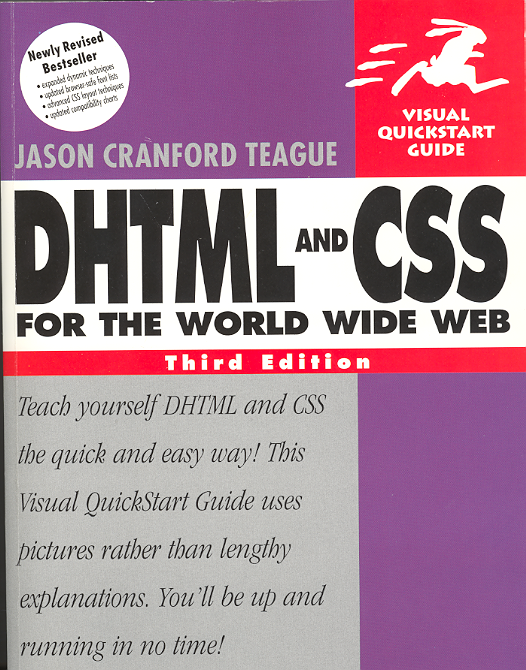 Newly Revised
Bestseller
• expanded dynamic techniques
• updated browser-safe font lists
• advanced CSS layout techniques
• updated compatibility charts
VISUAL
QUICKSTART
GUIDE
JASON CRANFORD TEAGUE
DHTML AND CSS
FOR THE WORLD WIDE WEB
Third Edition
Teach yourself DHTML and CSS
the quick and easy way! This
Visual QuickStart Guide uses
pictures rather than lengthy
explanations. You'll be up and
running in no time!